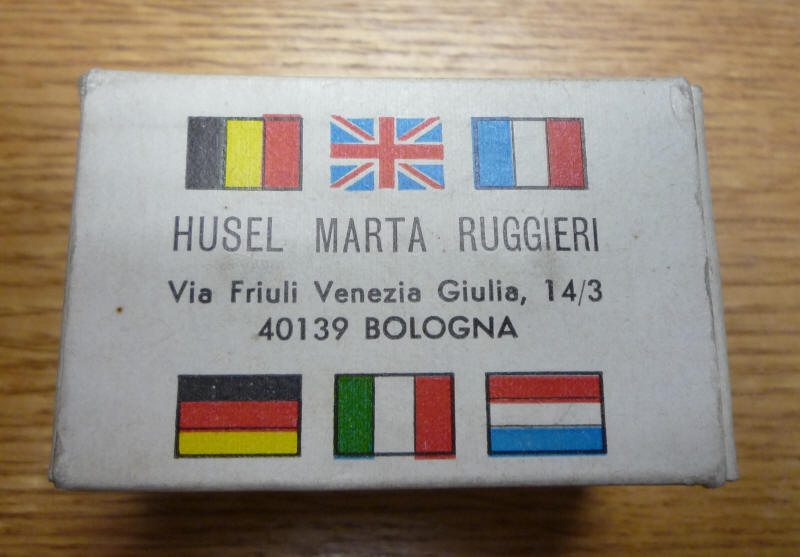 HUSEL MARTA RUGGIERI
Via Friuli Venezia Giulia, 14/3
40139 BOLOGNA